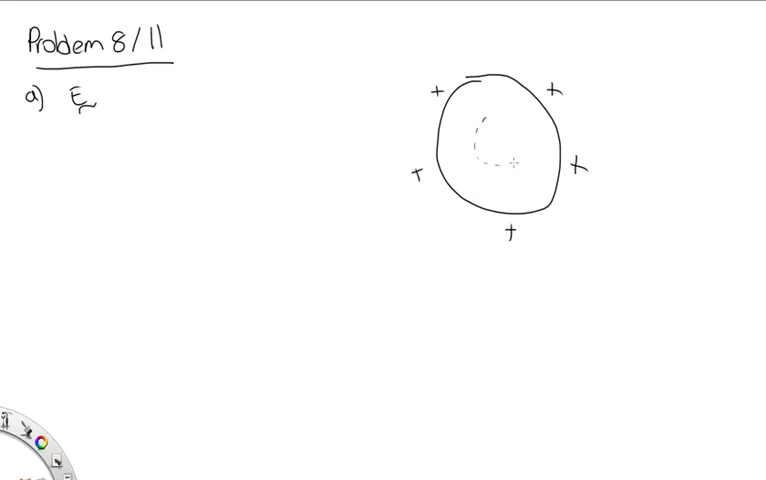 Problem 8/11
a) E
+ +
+ +
+